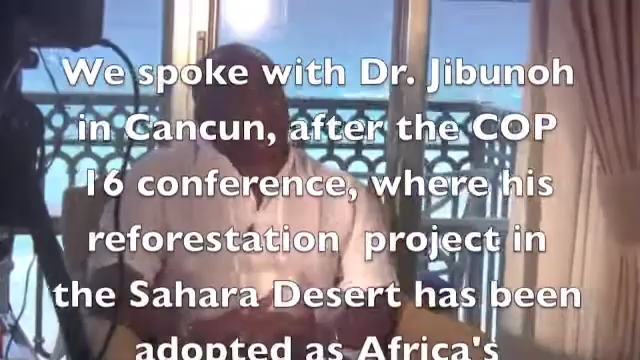 We spoke with Dr. Jibunoh
in Cancun, after the COP
16 conference, where his
reforestation project in
the Sahara Desert has been
adopted as Africa's